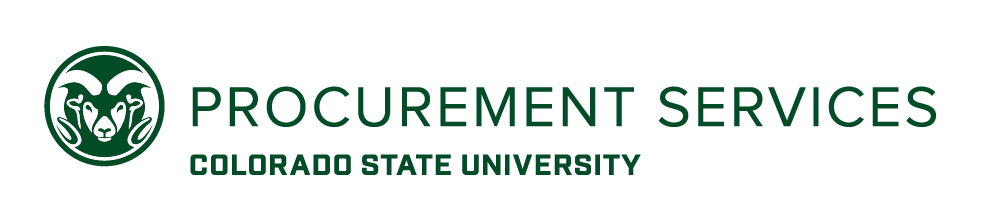 PROCUREMENT SERVICES
COLORADO STATE UNIVERSITY